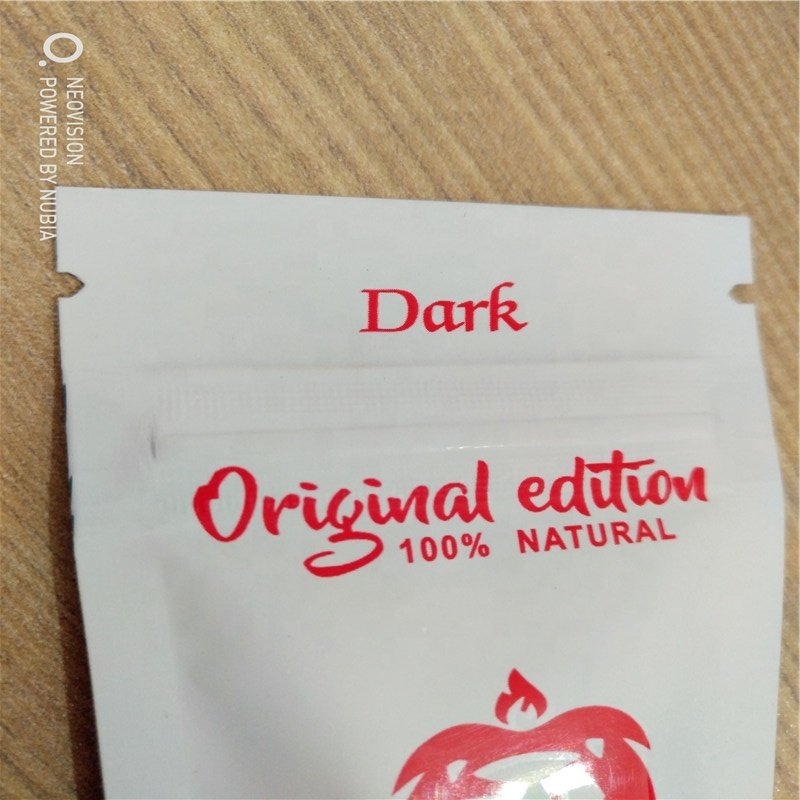 NEOVISION
POWERED BY NUBIA
Dark
Original edition
100% NATURAL